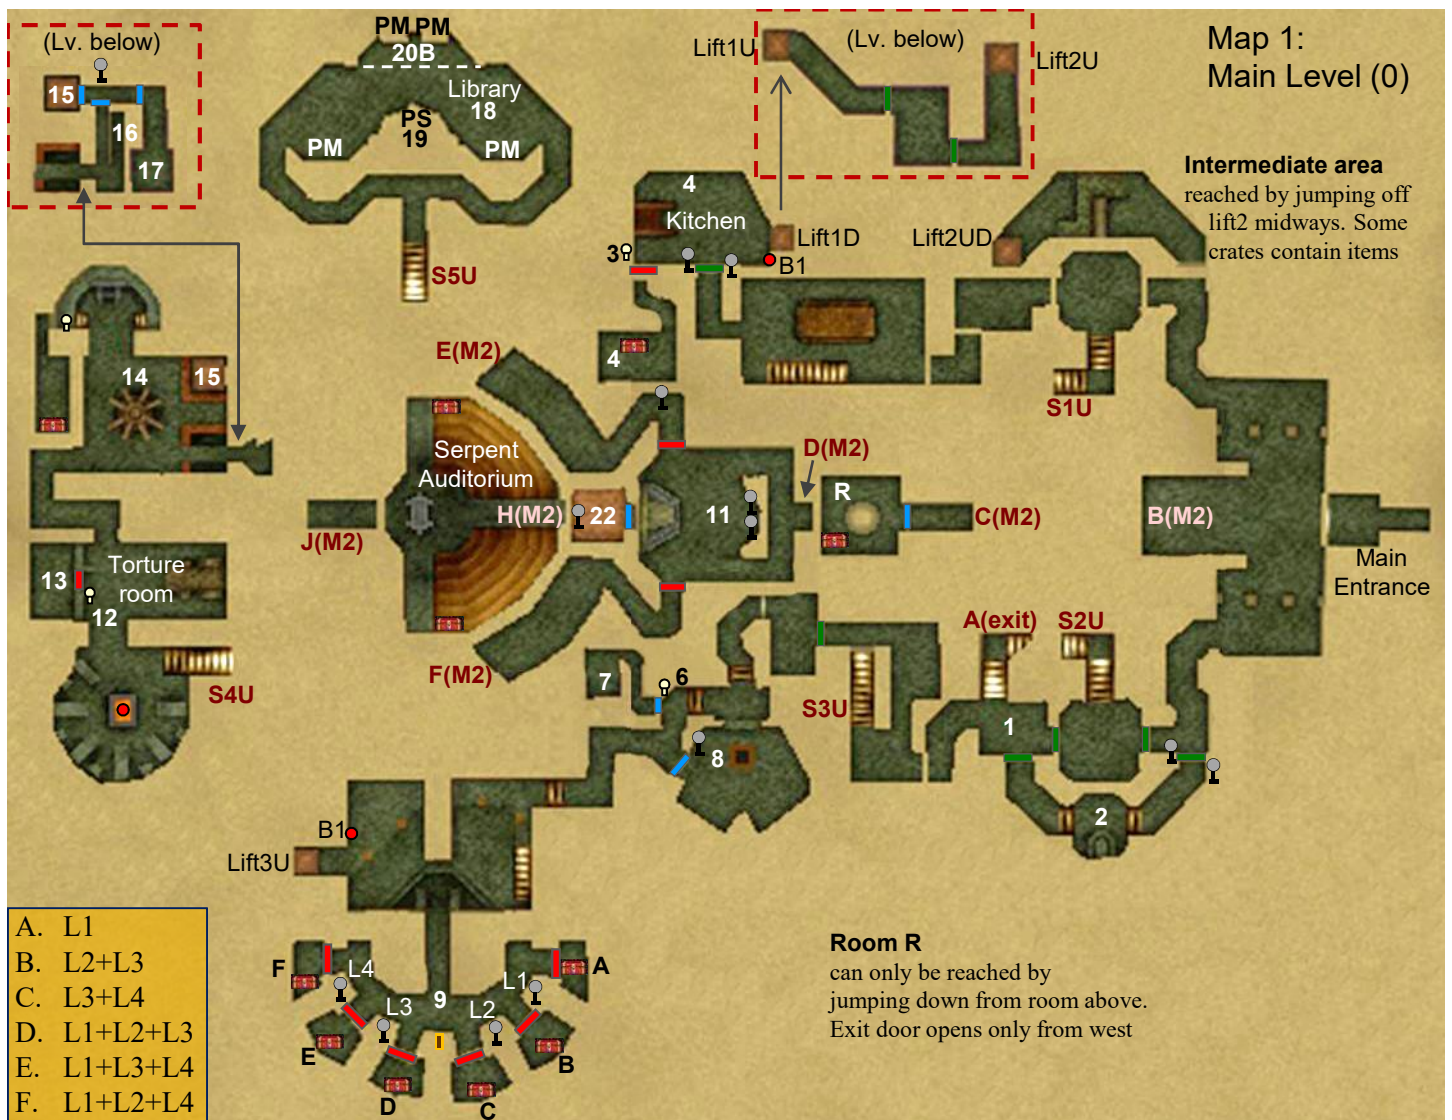 (Lv. below)
PM PM
20B
Library
18
PS
19
PM
PM
S5U
15
16
17
Lift1U
(Lv. below)
Lift2U
Map 1:
Main Level (0)
Intermediate area
reached by jumping off
lift2 midways. Some
crates contain items
4
Kitchen
3
Lift1D
B1
Lift2UD
4
S1U
14
15
E(M2)
Serpent
Auditorium
H(M2)
22
11
D(M2)
R
C(M2)
B(M2)
Main
Entrance
J(M2)
F(M2)
13
Torture
room
12
S4U
7
6
8
S3U
A(exit)
S2U
1
2
B1
Lift3U
A. L1
B. L2+L3
C. L3+L4
D. L1+L2+L3
E. L1+L3+L4
F. L1+L2+L4
F
L4
L3
9
L2
L1
A
E
D
C
B
Room R
can only be reached by
jumping down from room above.
Exit door opens only from west